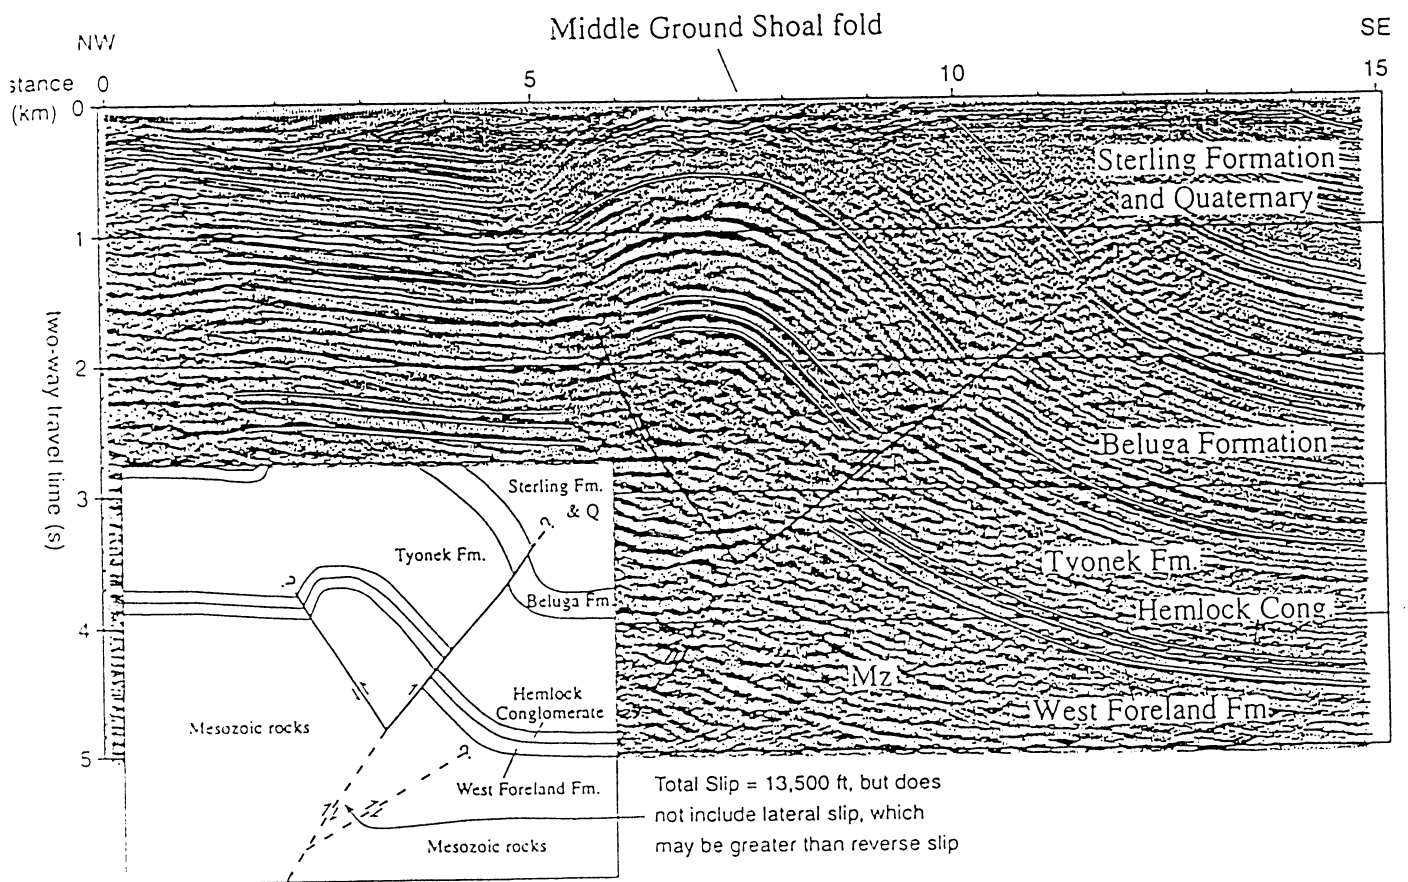 Middle Ground Shoal fold
NW
SE
stance
(km)
0
5
10
15
0
1
2
3
4
5
two-way travel time (s)
Sterling Formation
and Quaternary
Beluga Formation
Tyonek Fm.
Hemlock Cong.
Mz
West Foreland Fm.
Sterling Fm.
& Q
?
Tyonek Fm.
?
Beluga Fm.
Hemlock
Conglomerate
Mesozoic rocks
?
West Foreland Fm.
Mesozoic rocks
Total Slip = 13,500 ft, but does
not include lateral slip, which
may be greater than reverse slip